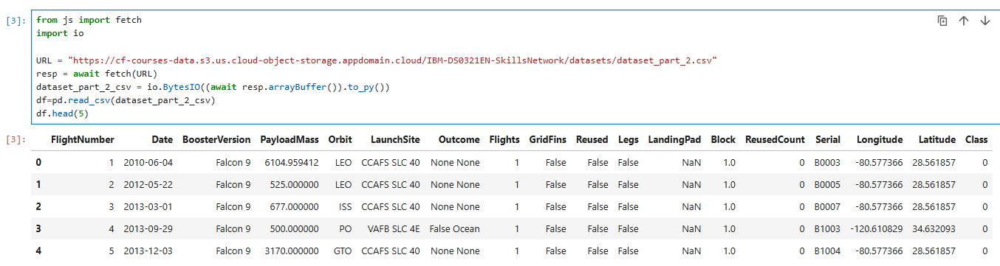 [3]: from js import fetch
import io
URL = "https://cf-courses-data.s3.us.cloud-object-storage.appdomain.cloud/IBM-DS0321EN-SkillsNetwork/datasets/dataset_part_2.csv"
resp = await fetch(URL)
dataset_part_2_csv = io.BytesIO((await resp.arrayBuffer()).to_py())
df=pd.read_csv(dataset_part_2_csv)
df.head(5)
[3]: FlightNumber Date BoosterVersion PayloadMass Orbit LaunchSite Outcome Flights GridFins Reused Legs LandingPad Block ReusedCount Serial Longitude Latitude Class
0 1 2010-06-04 Falcon 9 6104.959412 LEO CCAFS SLC 40 None None 1 False False False NaN 1.0 0 B0003 -80.577366 28.561857 0
1 2 2012-05-22 Falcon 9 525.000000 LEO CCAFS SLC 40 None None 1 False False False NaN 1.0 0 B0005 -80.577366 28.561857 0
2 3 2013-03-01 Falcon 9 677.000000 ISS CCAFS SLC 40 None None 1 False False False NaN 1.0 0 B0007 -80.577366 28.561857 0
3 4 2013-09-29 Falcon 9 500.000000 PO VAFB SLC 4E False Ocean 1 False False False NaN 1.0 0 B1003 -120.610829 34.632093 0
4 5 2013-12-03 Falcon 9 3170.000000 GTO CCAFS SLC 40 None None 1 False False False NaN 1.0 0 B1004 -80.577366 28.561857 0